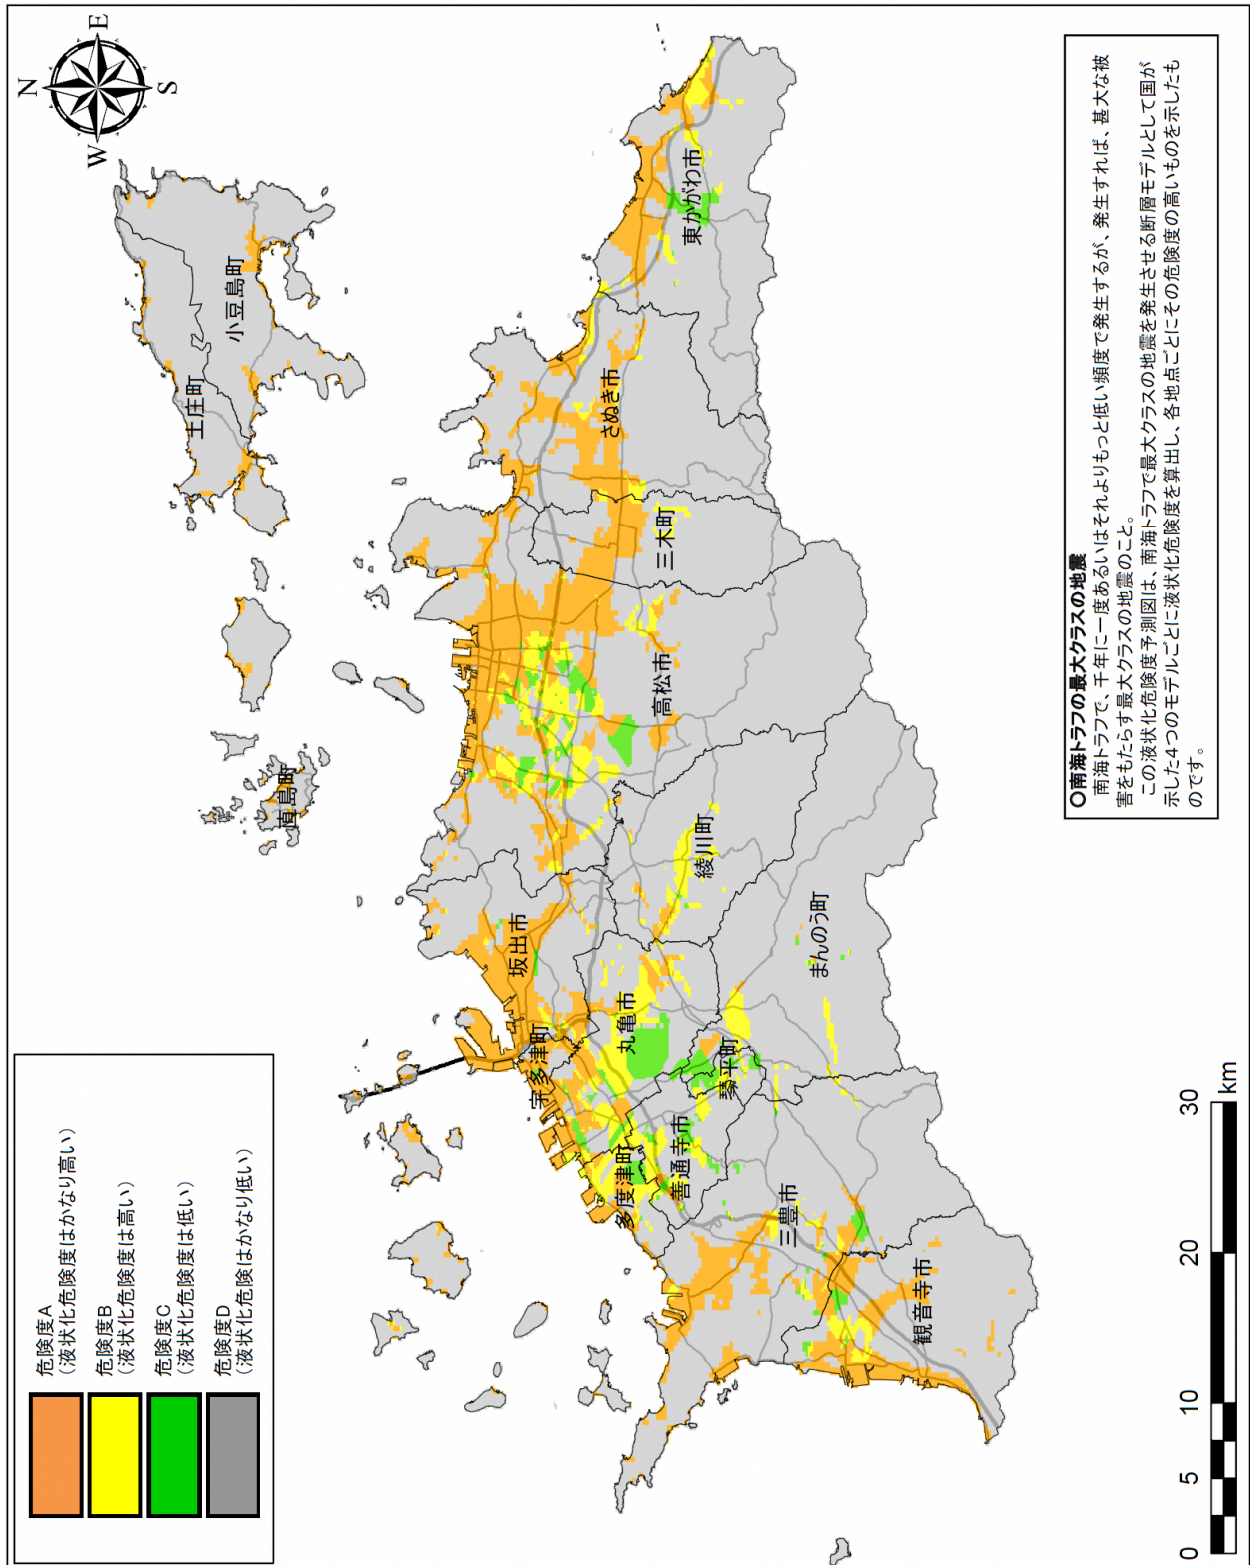 N
E
S
W
危険度A
(液状化危険度はかなり高い)
危険度B
(液状化危険度は高い)
危険度C
(液状化危険度は低い)
危険度D
(液状化危険はかなり低い)
土庄町
小豆島町
直島町
東かがわ市
さぬき市
三木町
高松市
綾川町
坂出市
まんのう町
宇多津町
丸亀市
琴平町
多度津町
善通寺市
三豊市
観音寺市
0
5
10
20
30
km
○南海トラフの最大クラスの地震
南海トラフで、千年に一度あるいはそれよりもっと低い頻度で発生するが、発生すれば、甚大な被
害をもたらす最大クラスの地震のこと。
この液状化危険度予測図は、南海トラフで最大クラスの地震を発生させる断層モデルとして国が
示した4つのモデルごとに液状化危険度を算出し、各地点ごとにその危険度の高いものを示したも
のです。